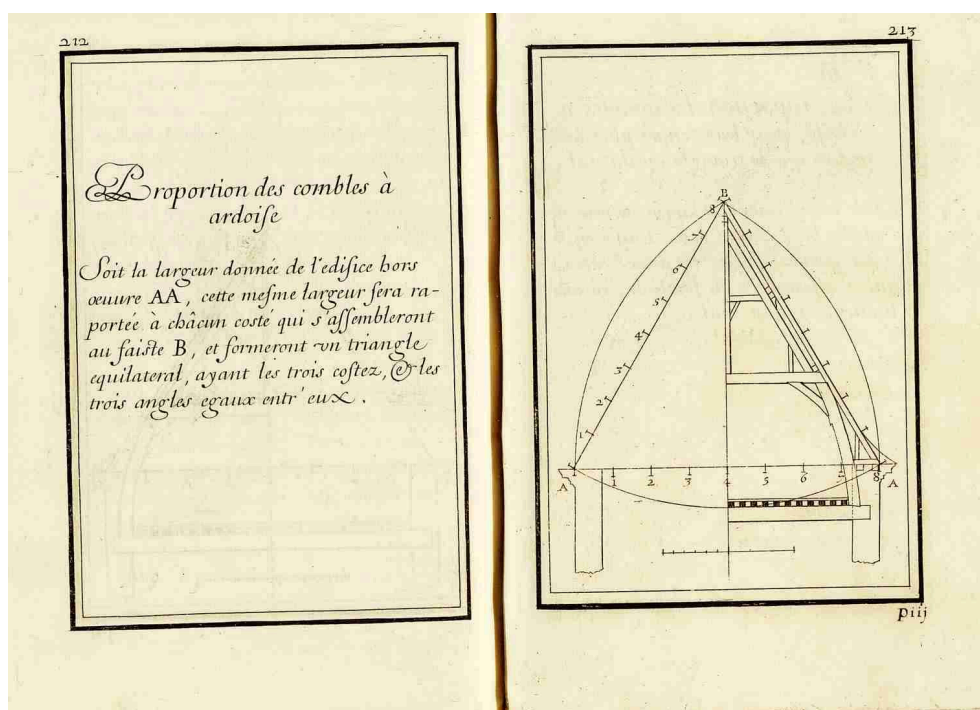 212
Proportion des combles à
ardoiſe
Soit la largeur donnée de l'edifice hors
œuure AA, cette meſme largeur ſera ra-
portée à châcun coſté qui s'aſſembleront
au faiſte B, et formeront vn triangle
equilateral, ayant les trois coſtez, & les
trois angles egaux entr'eux.
213
B
8
7
6
5
4
3
2
1
A
1
2
3
4
5
6
7
8
A
piij